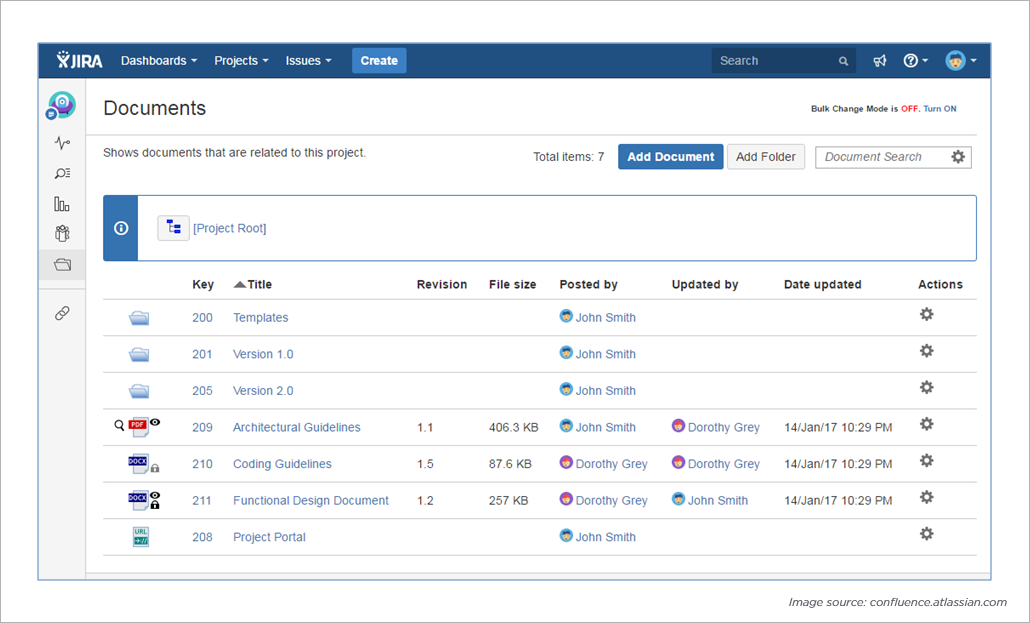 JIRA Dashboards Projects Issues Create Search
Documents
Bulk Change Mode is OFF. Turn ON
Shows documents that are related to this project.
Total items: 7 Add Document Add Folder Document Search
[Project Root]
Key Title Revision File size Posted by Updated by Date updated Actions
200 Templates John Smith
201 Version 1.0 John Smith
205 Version 2.0 John Smith
PDF 209 Architectural Guidelines 1.1 406.3 KB John Smith Dorothy Grey 14/Jan/17 10:29 PM
DOCX 210 Coding Guidelines 1.5 87.6 KB Dorothy Grey Dorothy Grey 14/Jan/17 10:29 PM
DOCX 211 Functional Design Document 1.2 257 KB Dorothy Grey John Smith 14/Jan/17 10:29 PM
URL 208 Project Portal John Smith
Image source: confluence.atlassian.com